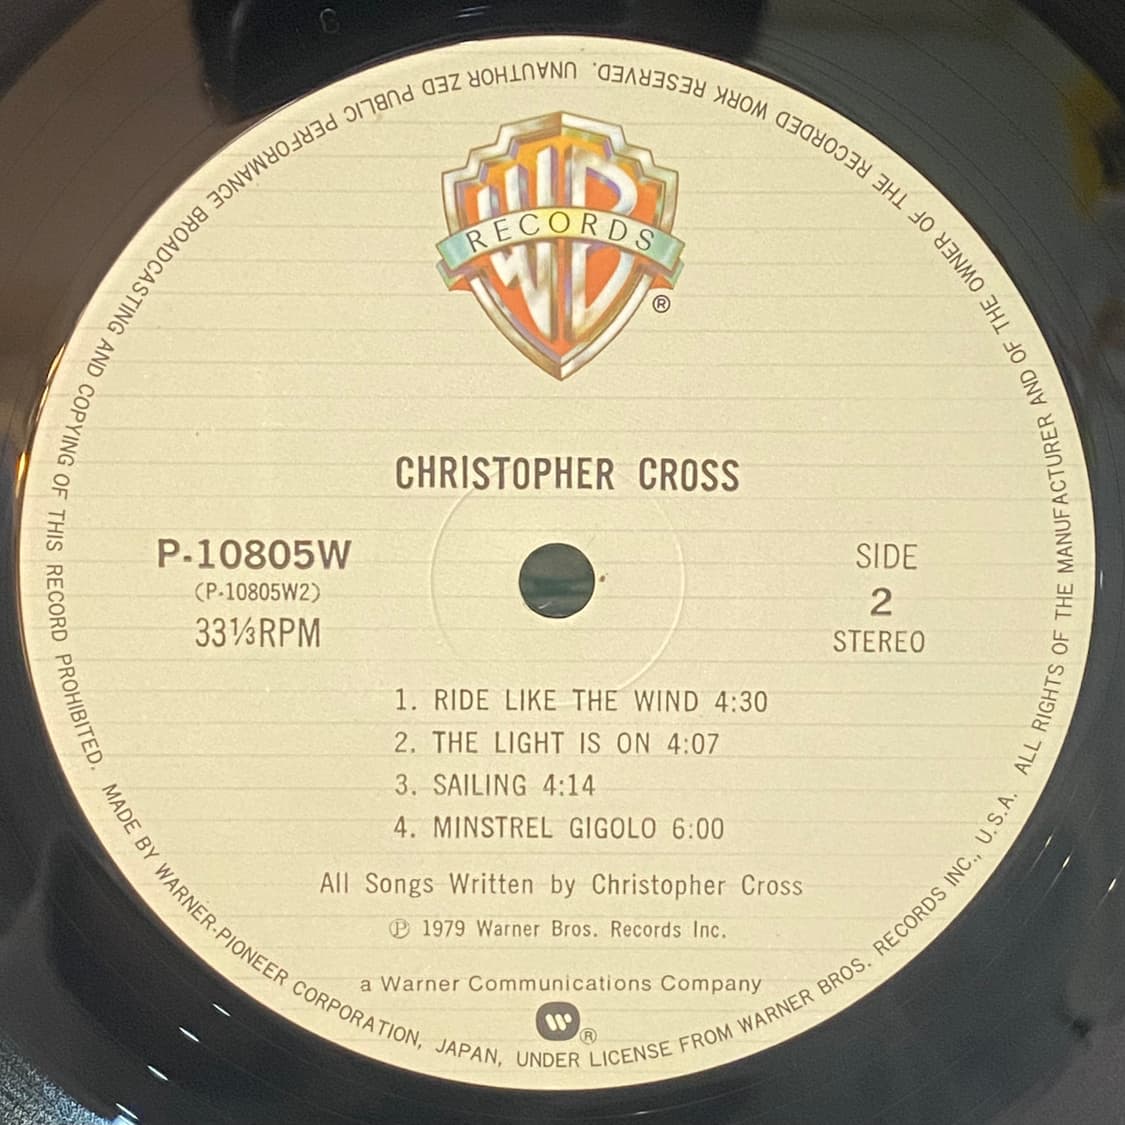 WB
RECORDS
®
CHRISTOPHER CROSS
P-10805W
(P-10805W2)
33⅓RPM
SIDE
2
STEREO
1. RIDE LIKE THE WIND 4:30
2. THE LIGHT IS ON 4:07
3. SAILING 4:14
4. MINSTREL GIGOLO 6:00
All Songs Written by Christopher Cross
℗ 1979 Warner Bros. Records Inc.
a Warner Communications Company
W®
MADE BY WARNER-PIONEER CORPORATION, JAPAN, UNDER LICENSE FROM WARNER BROS. RECORDS INC., U.S.A. ALL RIGHTS OF THE MANUFACTURER AND OF THE OWNER OF THE RECORDED WORK RESERVED. UNAUTHOR ZED PUBLIC PERFORMANCE BROADCASTING AND COPYING OF THIS RECORD PROHIBITED.